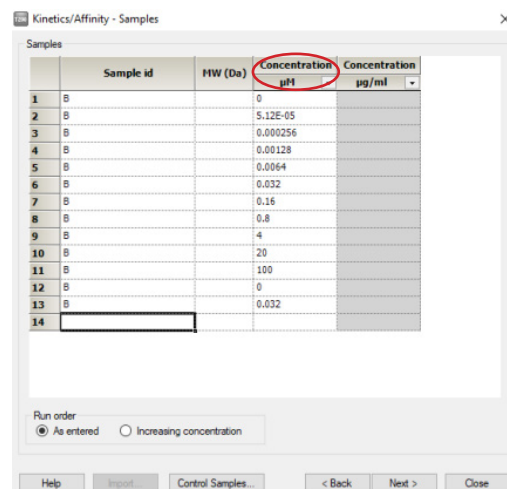 Kinetics/Affinity - Samples
Samples
Sample id MW (Da) Concentration Concentration
µM µg/ml
1 B 0
2 B 5.12E-05
3 B 0.000256
4 B 0.00128
5 B 0.0064
6 B 0.032
7 B 0.16
8 B 0.8
9 B 4
10 B 20
11 B 100
12 B 0
13 B 0.032
14
Run order
As entered Increasing concentration
Help Import... Control Samples... < Back Next > Close